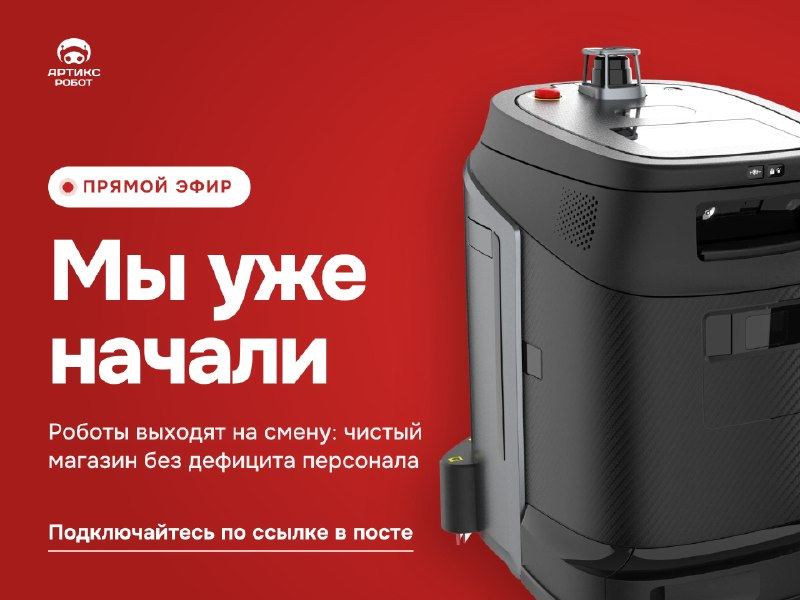 АРТИКС
РОБОТ
ПРЯМОЙ ЭФИР
Мы уже
начали
Роботы выходят на смену: чистый
магазин без дефицита персонала
Подключайтесь по ссылке в посте